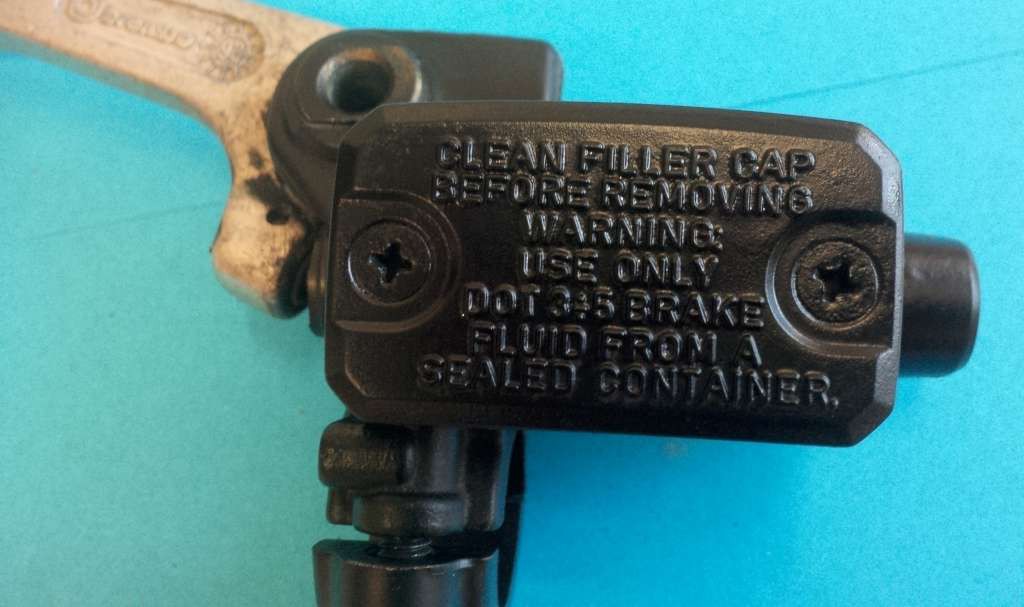 CLEAN FILLER CAP
BEFORE REMOVING
WARNING:
USE ONLY
DOT 3÷5 BRAKE
FLUID FROM A
SEALED CONTAINER.